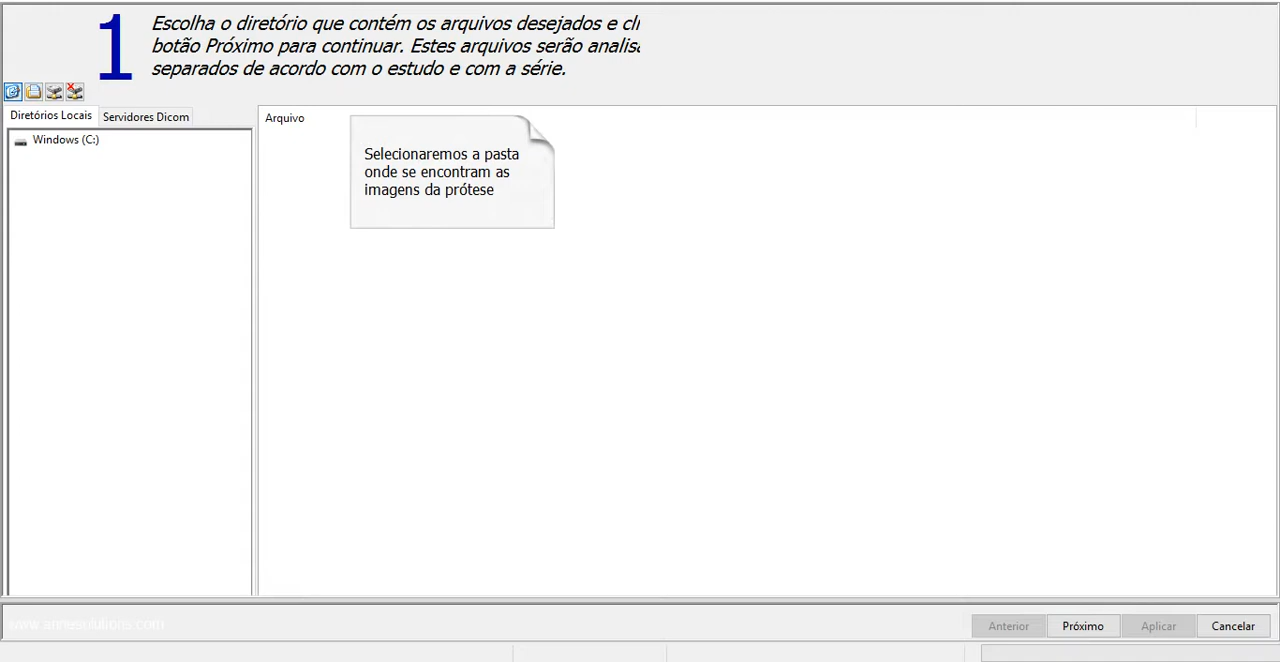 1
Escolha o diretório que contém os arquivos desejados e
botão Próximo para continuar. Estes arquivos serão
separados de acordo com o estudo e com a série.
Diretórios Locais
Servidores Dicom
Arquivo
Windows (C:)
Selecionaremos a pasta
onde se encontram as
imagens da prótese
Anterior
Próximo
Aplicar
Cancelar